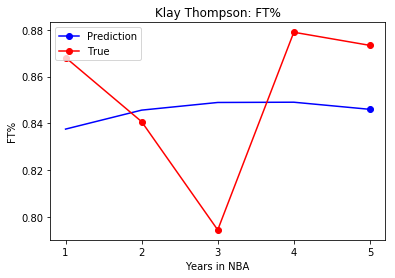 Klay Thompson: FT%
Prediction
True
0.88
0.86
0.84
0.82
0.80
FT%
1 2 3 4 5
Years in NBA